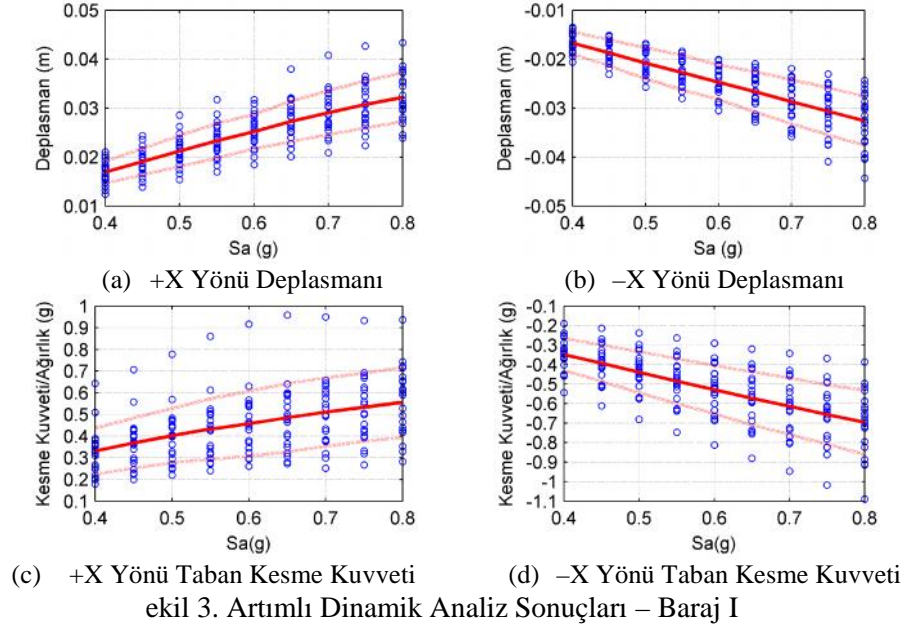 0.05
0.04
0.03
0.02
0.01
Deplasman (m)
0.4 0.5 0.6 0.7 0.8
Sa (g)
(a) +X Yönü Deplasmanı
-0.01
-0.02
-0.03
-0.04
-0.05
Deplasman (m)
0.4 0.5 0.6 0.7 0.8
Sa (g)
(b) –X Yönü Deplasmanı
1
0.9
0.8
0.7
0.6
0.5
0.4
0.3
0.2
0.1
Kesme Kuvveti/Ağırlık (g)
0.4 0.5 0.6 0.7 0.8
Sa(g)
(c) +X Yönü Taban Kesme Kuvveti
-0.1
-0.2
-0.3
-0.4
-0.5
-0.6
-0.7
-0.8
-0.9
-1
-1.1
Kesme Kuvveti/Ağırlık (g)
0.4 0.5 0.6 0.7 0.8
Sa(g)
(d) –X Yönü Taban Kesme Kuvveti
ekil 3. Artımlı Dinamik Analiz Sonuçları – Baraj I